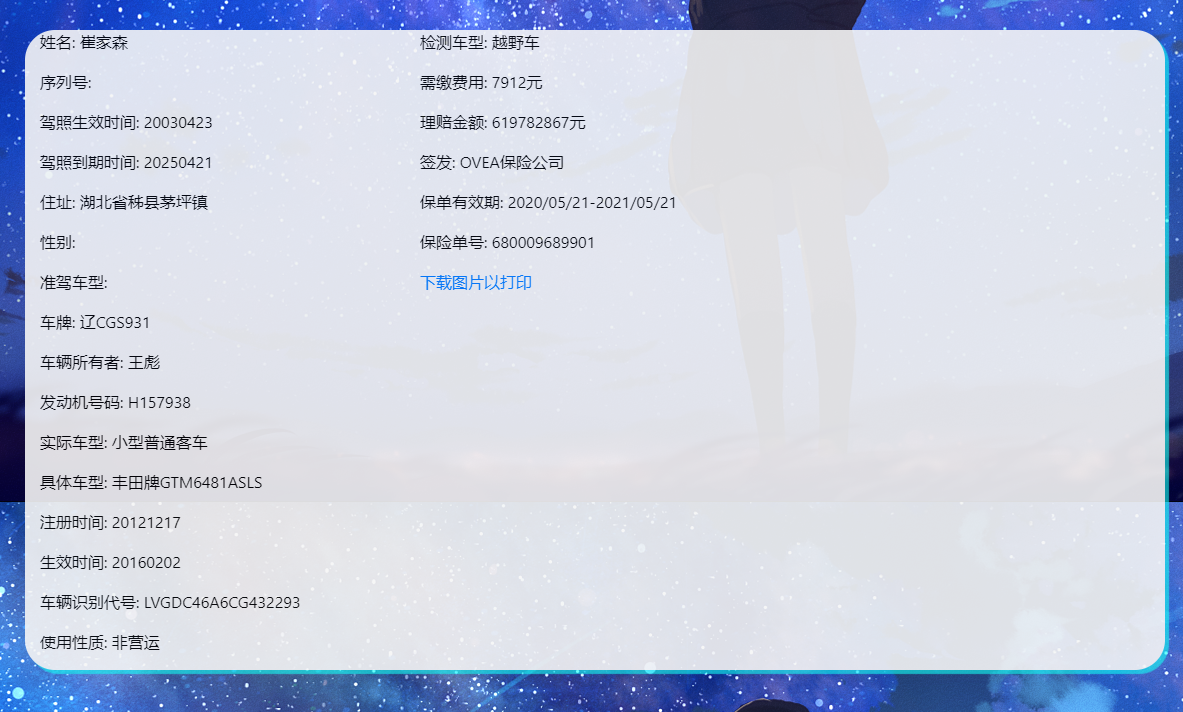 姓名: 崔家森
序列号:
驾照生效时间: 20030423
驾照到期时间: 20250421
住址: 湖北省秭县茅坪镇
性别:
准驾车型:
车牌: 辽CGS931
车辆所有者: 王彪
发动机号码: H157938
实际车型: 小型普通客车
具体车型: 丰田牌GTM6481ASLS
注册时间: 20121217
生效时间: 20160202
车辆识别代号: LVGDC46A6CG432293
使用性质: 非营运
检测车型: 越野车
需缴费用: 7912元
理赔金额: 619782867元
签发: OVEA保险公司
保单有效期: 2020/05/21-2021/05/21
保险单号: 680009689901
下载图片以打印